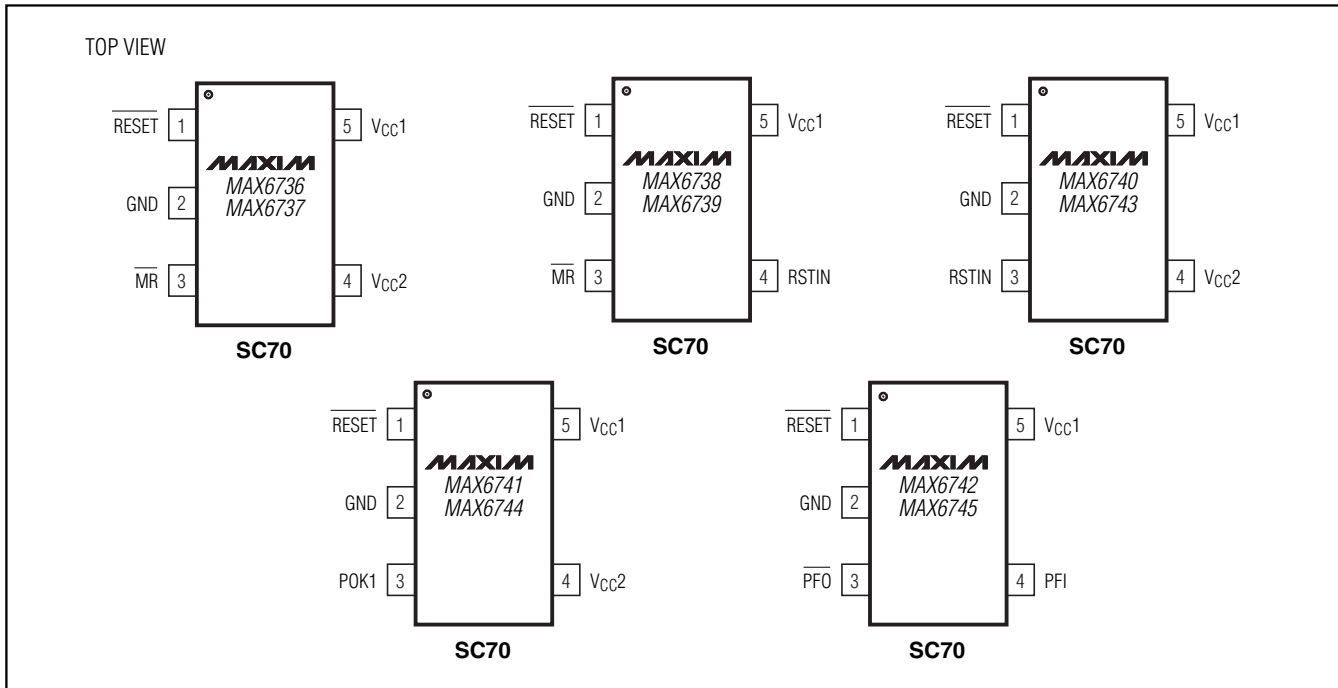 TOP VIEW
RESET 1 5 VCC1
MAXIM
MAX6736
MAX6737
GND 2
MR 3 4 VCC2
SC70
RESET 1 5 VCC1
MAXIM
MAX6738
MAX6739
GND 2
MR 3 4 RSTIN
SC70
RESET 1 5 VCC1
MAXIM
MAX6740
MAX6743
GND 2
RSTIN 3 4 VCC2
SC70
RESET 1 5 VCC1
MAXIM
MAX6741
MAX6744
GND 2
POK1 3 4 VCC2
SC70
RESET 1 5 VCC1
MAXIM
MAX6742
MAX6745
GND 2
PFO 3 4 PFI
SC70